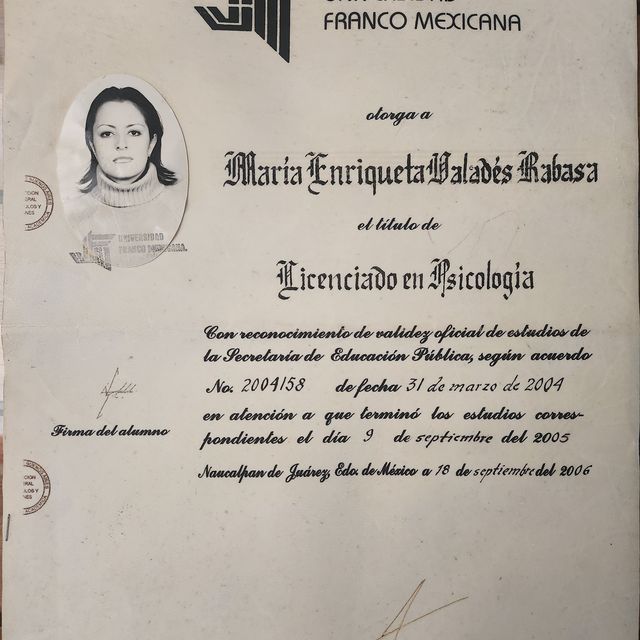 FRANCO MEXICANA
otorga a
María Enriqueta Valadés Rabasa
el título de
Licenciado en Psicología
UNIVERSIDAD
FRANCO MEXICANA.
Con reconocimiento de validez oficial de estudios de
la Secretaría de Educación Pública, según acuerdo
No. 2004158 de fecha 31 de marzo de 2004
en atención a que terminó los estudios corres-
pondientes el día 9 de septiembre del 2005
Naucalpan de Juárez, Edo. de México a 18 de septiembre del 2006
Firma del alumno